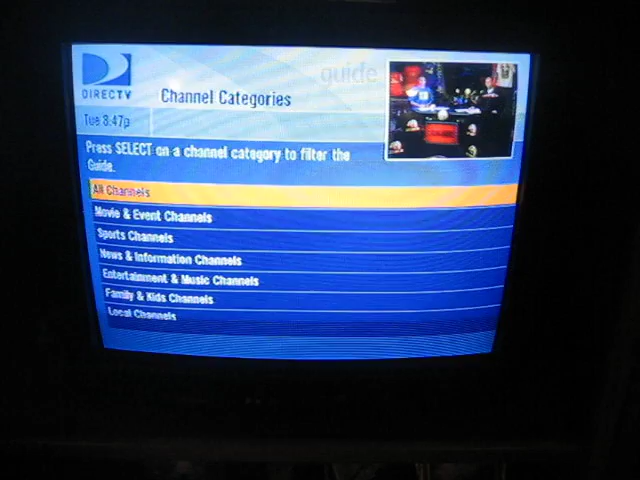 guide
DIRECTV
Channel Categories
Tue 8:47p
Press SELECT on a channel category to filter the
Guide.
All Channels
Movie & Event Channels
Sports Channels
News & Information Channels
Entertainment & Music Channels
Family & Kids Channels
Local Channels